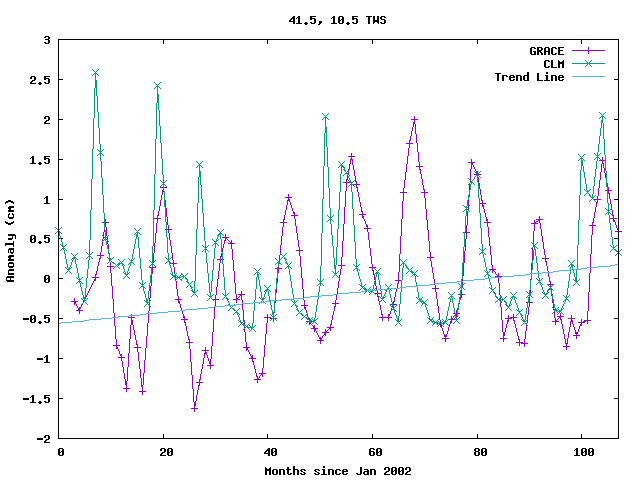 41.5, 10.5 TWS
GRACE
CLM
Trend Line
3
2.5
2
1.5
1
0.5
0
-0.5
-1
-1.5
-2
Anomaly (cm)
0 20 40 60 80 100
Months since Jan 2002